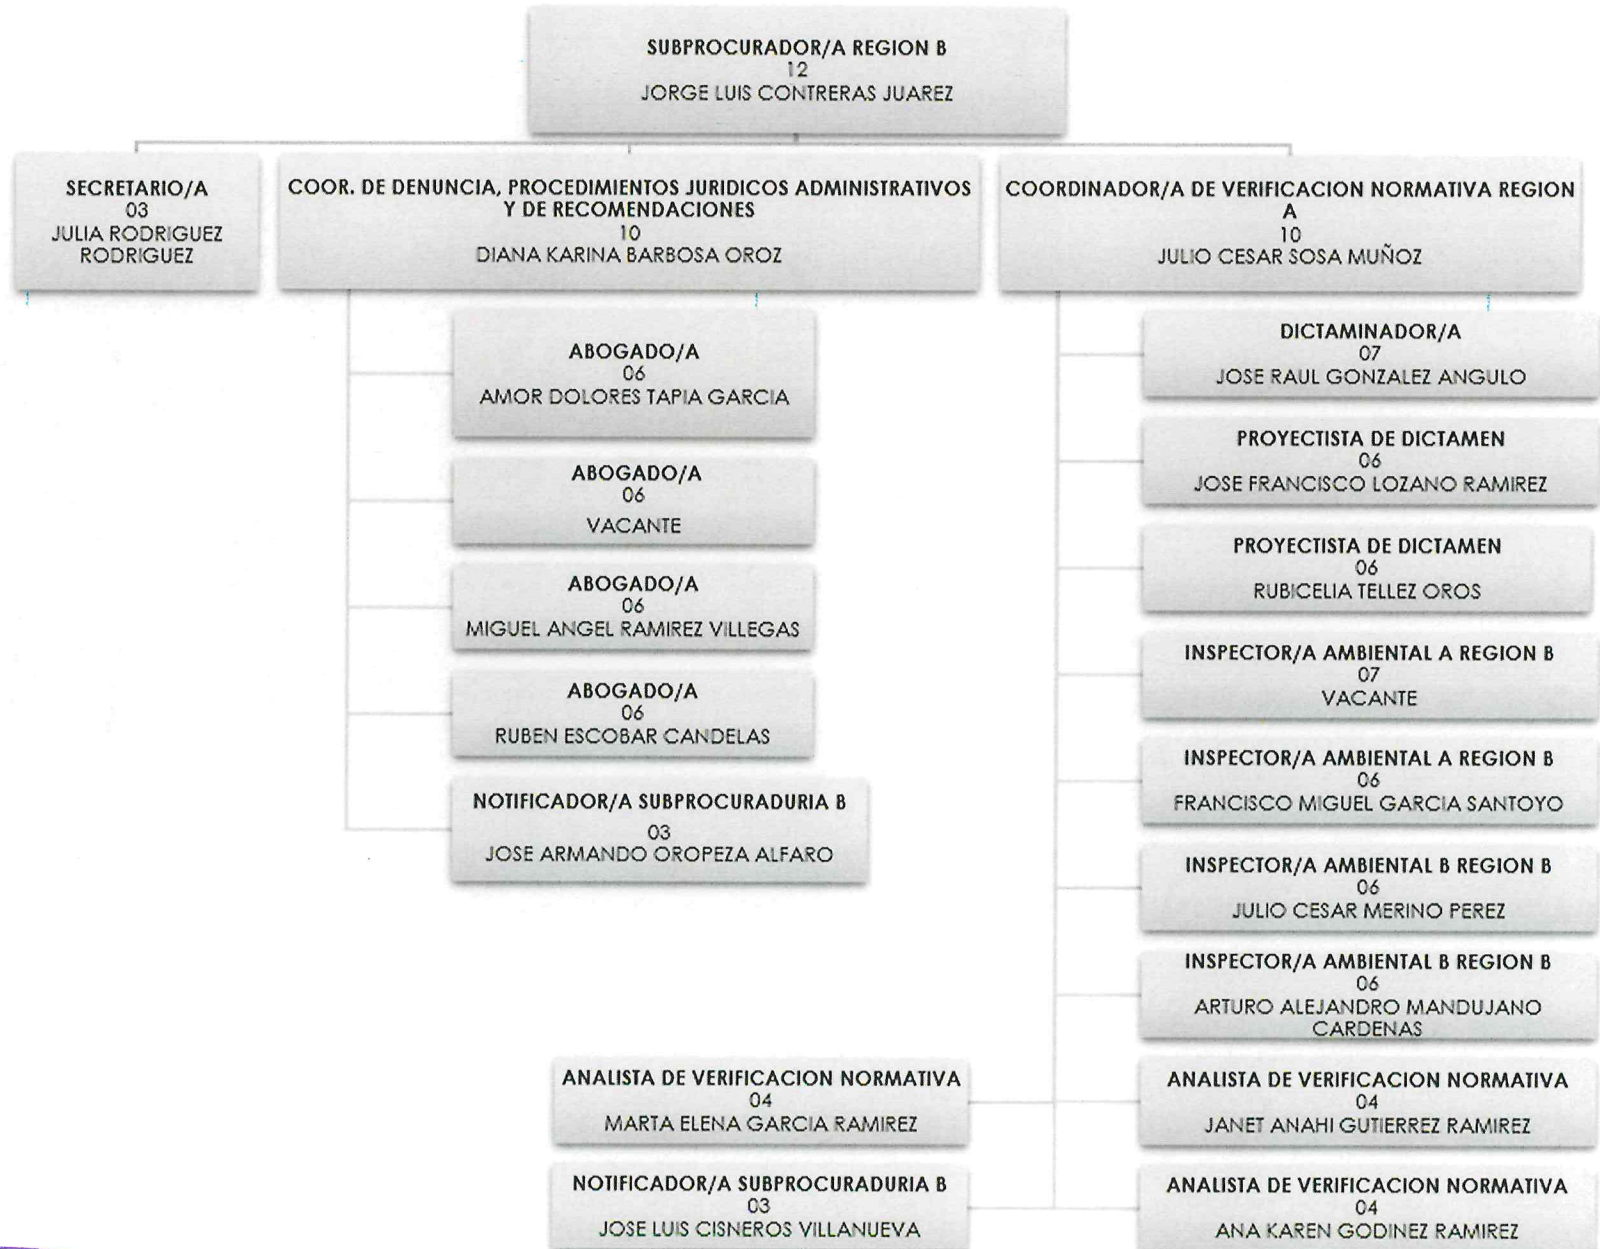 SUBPROCURADOR/A REGION B
12
JORGE LUIS CONTRERAS JUAREZ
SECRETARIO/A
03
JULIA RODRIGUEZ
RODRIGUEZ
COOR. DE DENUNCIA, PROCEDIMIENTOS JURIDICOS ADMINISTRATIVOS
Y DE RECOMENDACIONES
10
DIANA KARINA BARBOSA OROZ
COORDINADOR/A DE VERIFICACION NORMATIVA REGION
A
10
JULIO CESAR SOSA MUÑOZ
ABOGADO/A
06
AMOR DOLORES TAPIA GARCIA
ABOGADO/A
06
VACANTE
ABOGADO/A
06
MIGUEL ANGEL RAMIREZ VILLEGAS
ABOGADO/A
06
RUBEN ESCOBAR CANDELAS
NOTIFICADOR/A SUBPROCURADURIA B
03
JOSE ARMANDO OROPEZA ALFARO
DICTAMINADOR/A
07
JOSE RAUL GONZALEZ ANGULO
PROYECTISTA DE DICTAMEN
06
JOSE FRANCISCO LOZANO RAMIREZ
PROYECTISTA DE DICTAMEN
06
RUBICELIA TELLEZ OROS
INSPECTOR/A AMBIENTAL A REGION B
07
VACANTE
INSPECTOR/A AMBIENTAL A REGION B
06
FRANCISCO MIGUEL GARCIA SANTOYO
INSPECTOR/A AMBIENTAL B REGION B
06
JULIO CESAR MERINO PEREZ
INSPECTOR/A AMBIENTAL B REGION B
06
ARTURO ALEJANDRO MANDUJANO
CARDENAS
ANALISTA DE VERIFICACION NORMATIVA
04
MARTA ELENA GARCIA RAMIREZ
ANALISTA DE VERIFICACION NORMATIVA
04
JANET ANAHI GUTIERREZ RAMIREZ
NOTIFICADOR/A SUBPROCURADURIA B
03
JOSE LUIS CISNEROS VILLANUEVA
ANALISTA DE VERIFICACION NORMATIVA
04
ANA KAREN GODINEZ RAMIREZ